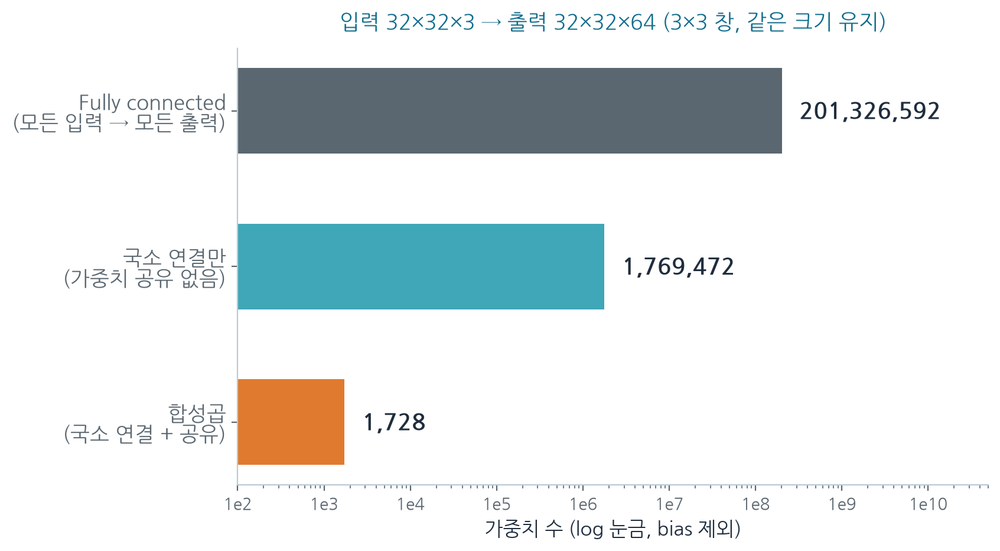 입력 32×32×3 → 출력 32×32×64 (3×3 창, 같은 크기 유지)
Fully connected
(모든 입력 → 모든 출력)
201,326,592
국소 연결만
(가중치 공유 없음)
1,769,472
합성곱
(국소 연결 + 공유)
1,728
1e2 1e3 1e4 1e5 1e6 1e7 1e8 1e9 1e10
가중치 수 (log 눈금, bias 제외)